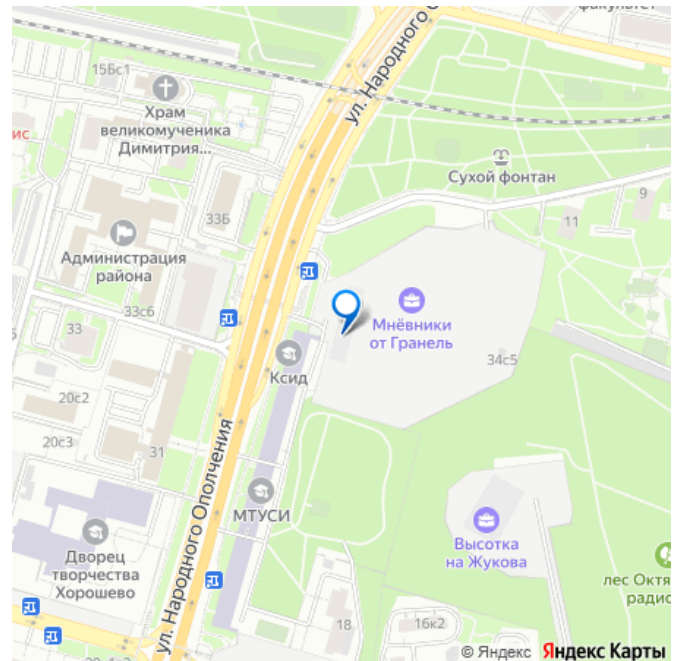 факультет
15Бс1
Храм
великомученика
Димитрия...
ис
ул. Народного О
Сухой фонтан
9
11
33Б
Администрация
района
33с6
33
Мнёвники
от Гранель
34с5
Ксид
20с2
20с3
31
ул. Народного Ополчения
МТУСИ
Дворец
творчества
Хорошево
Высотка
на Жукова
лес Октя
радис
18
16к2
© Яндекс Яндекс Карты